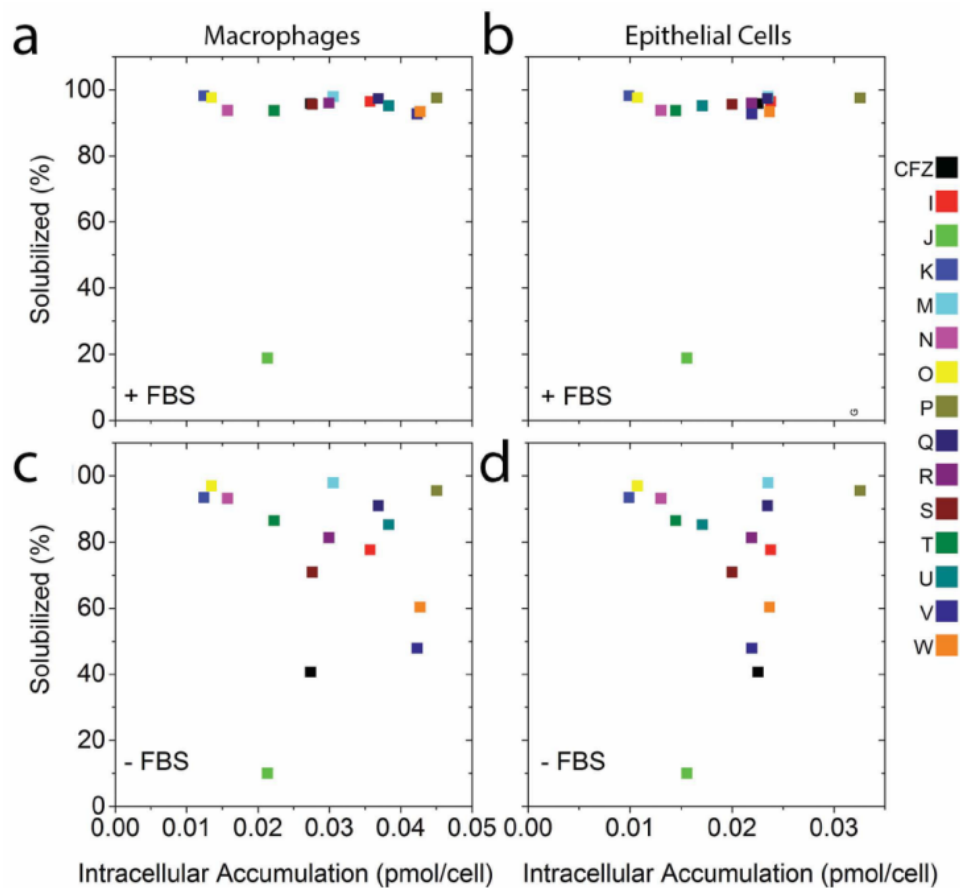 a Macrophages
b Epithelial Cells
100
80
60
40
20
0
Solubilized (%)
+ FBS
+ FBS
G
CFZ
I
J
K
M
N
O
P
Q
R
S
T
U
V
W
c
d
00
80
60
40
20
0
Solubilized (%)
- FBS
- FBS
0.00 0.01 0.02 0.03 0.04 0.05
0.00 0.01 0.02 0.03
Intracellular Accumulation (pmol/cell)
Intracellular Accumulation (pmol/cell)